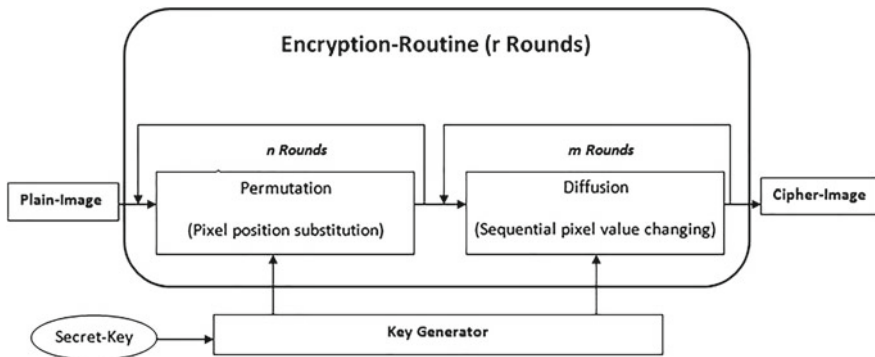 Encryption-Routine (r Rounds)
n Rounds
m Rounds
Plain-Image
Permutation
(Pixel position substitution)
Diffusion
(Sequential pixel value changing)
Cipher-Image
Secret-Key
Key Generator